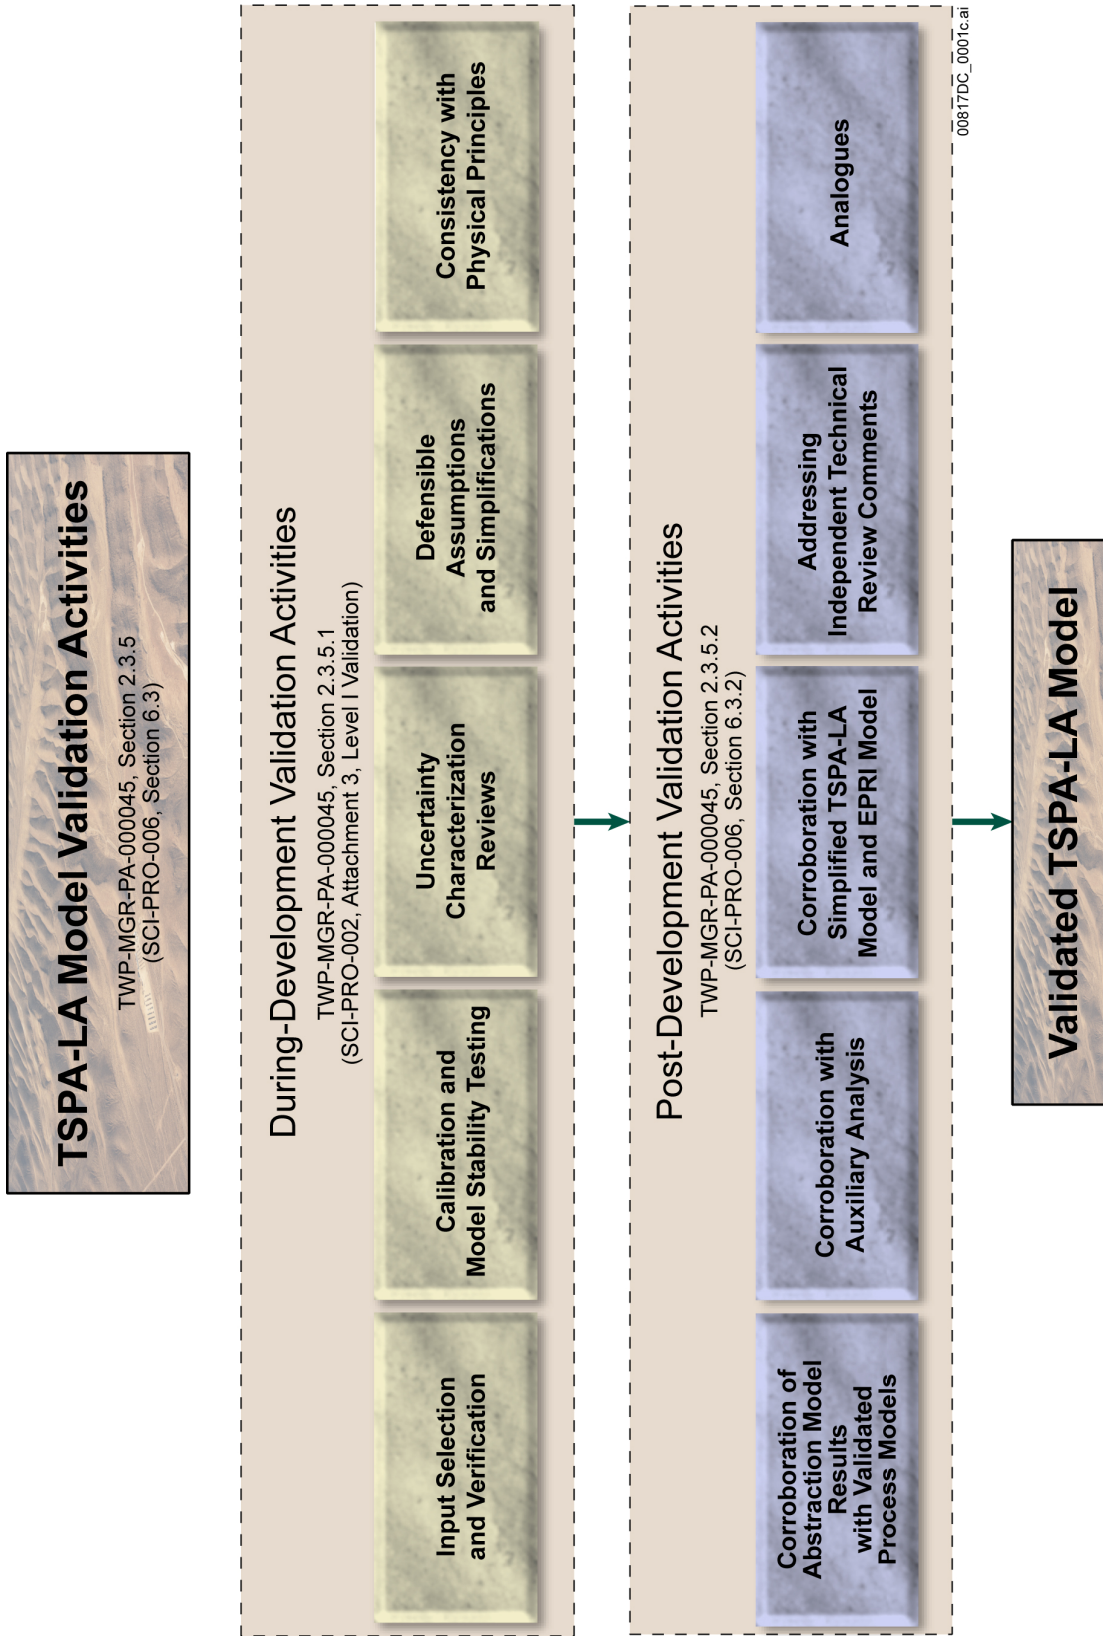 TSPA-LA Model Validation Activities
TWP-MGR-PA-000045, Section 2.3.5
(SCI-PRO-006, Section 6.3)
During-Development Validation Activities
TWP-MGR-PA-000045, Section 2.3.5.1
(SCI-PRO-002, Attachment 3, Level I Validation)
Input Selection
and Verification
Calibration and
Model Stability Testing
Uncertainty
Characterization
Reviews
Defensible
Assumptions
and Simplifications
Consistency with
Physical Principles
Post-Development Validation Activities
TWP-MGR-PA-000045, Section 2.3.5.2
(SCI-PRO-006, Section 6.3.2)
Corroboration of
Abstraction Model
Results
with Validated
Process Models
Corroboration with
Auxiliary Analysis
Corroboration with
Simplified TSPA-LA
Model and EPRI Model
Addressing
Independent Technical
Review Comments
Analogues
Validated TSPA-LA Model
00817DC_0001c.ai